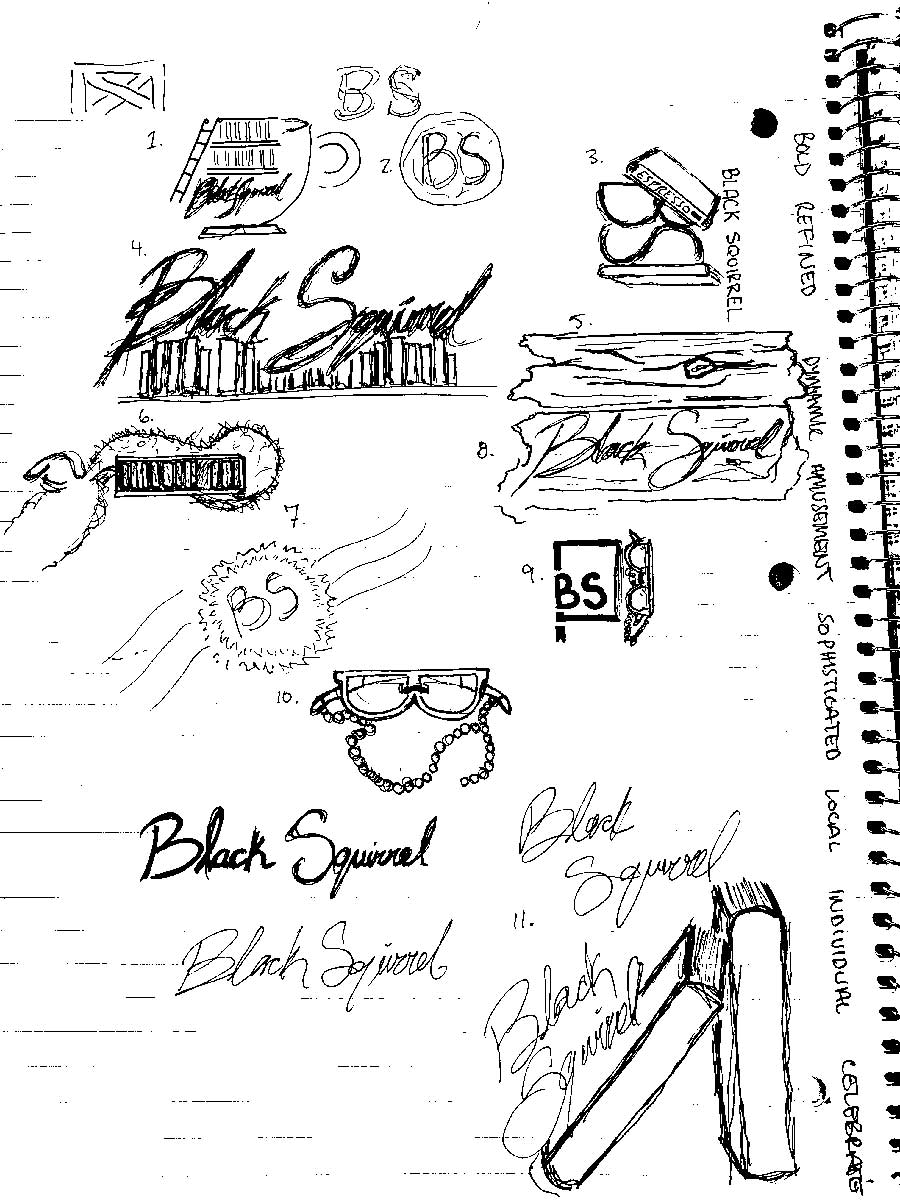 BS
1.
Black Squirrel
2.
BS
3.
ESPRESSO
BLACK SQUIRREL
4.
Black Squirrel
5.
6.
7.
BS
8.
Black Squirrel
9.
BS
10.
Black Squirrel
Black Squirrel
Black
Squirrel
11.
Black
Squirrel
BOLD REFINED DYNAMIC AMUSEMENT SOPHISTICATED LOCAL INDIVIDUAL CELEBRATE